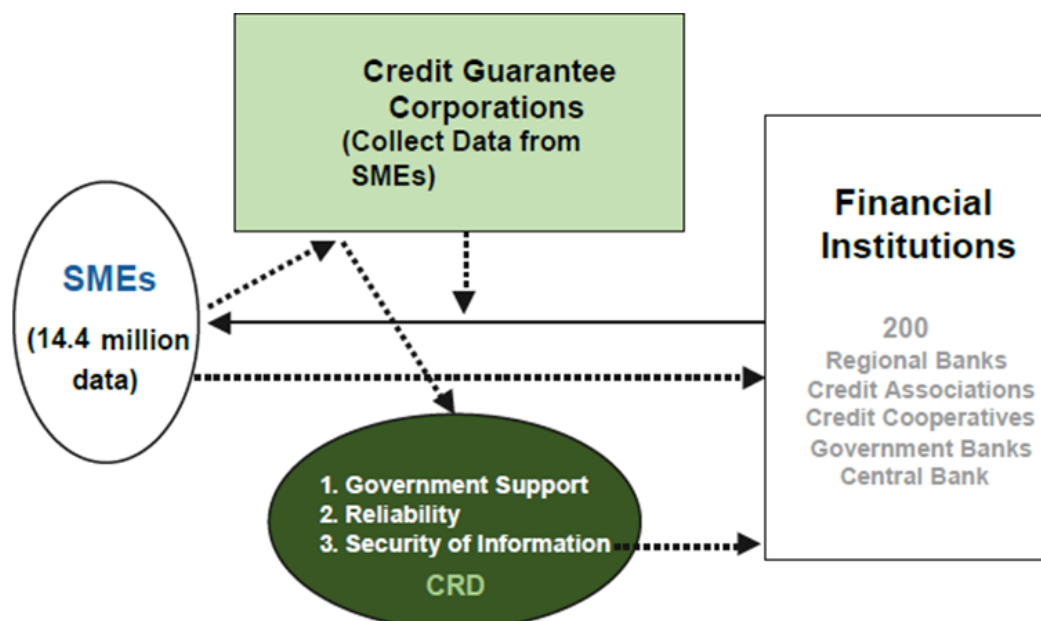 Credit Guarantee
Corporations
(Collect Data from
SMEs)
SMEs
(14.4 million
data)
Financial
Institutions
200
Regional Banks
Credit Associations
Credit Cooperatives
Government Banks
Central Bank
1. Government Support
2. Reliability
3. Security of Information
CRD